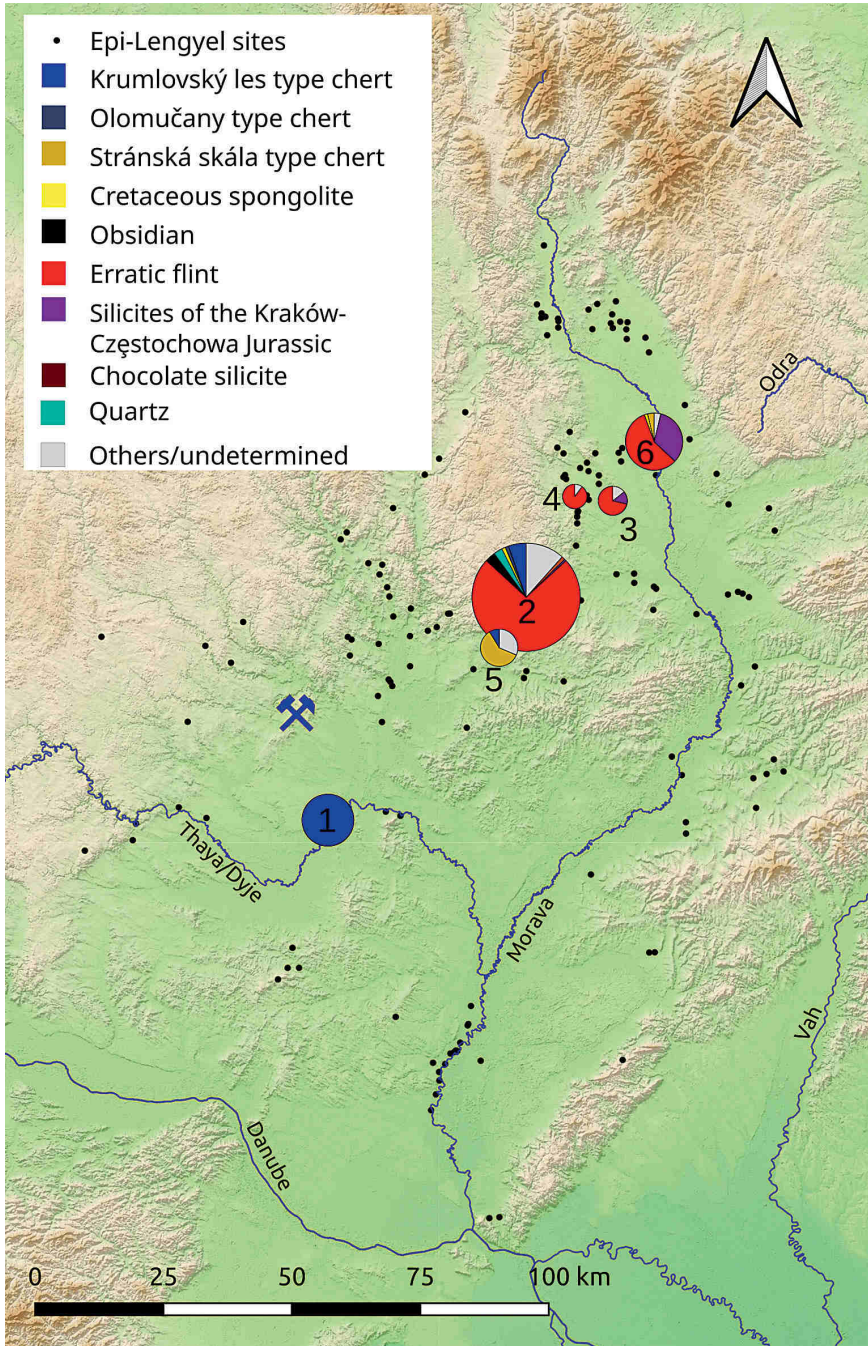 Epi-Lengyel sites
Krumlovský les type chert
Olomučany type chert
Stránská skála type chert
Cretaceous spongolite
Obsidian
Erratic flint
Silicites of the Kraków-
Częstochowa Jurassic
Chocolate silicite
Quartz
Others/undetermined
Odra
6
4
3
2
5
1
Thaya/Dyje
Morava
Vah
Danube
0 25 50 75 100 km